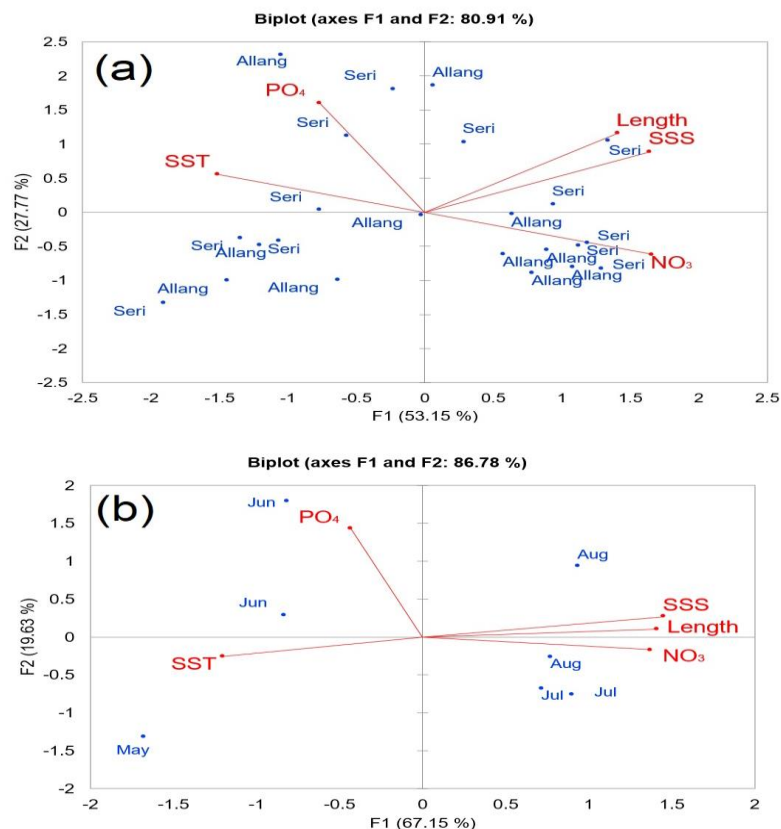 Biplot (axes F1 and F2: 80.91 %)
(a)
2.5
2
1.5
1
0.5
0
-0.5
-1
-1.5
-2
-2.5
F2 (27.77 %)
Allang
Seri
Allang
PO₄
Seri
Seri
Length
SSS
Seri
SST
Seri
Seri
Allang
Allang
Seri
Allang
Seri
Seri
Seri
NO₃
Allang
Allang
Seri
Allang
Allang
Allang
Allang
Seri
-2.5
-2
-1.5
-1
-0.5
0
0.5
1
1.5
2
2.5
F1 (53.15 %)
Biplot (axes F1 and F2: 86.78 %)
(b)
2
1.5
1
0.5
0
-0.5
-1
-1.5
-2
F2 (19.63 %)
Jun
PO₄
Aug
Jun
SSS
Length
SST
NO₃
Aug
Jul
Jul
May
-2
-1.5
-1
-0.5
0
0.5
1
1.5
2
F1 (67.15 %)